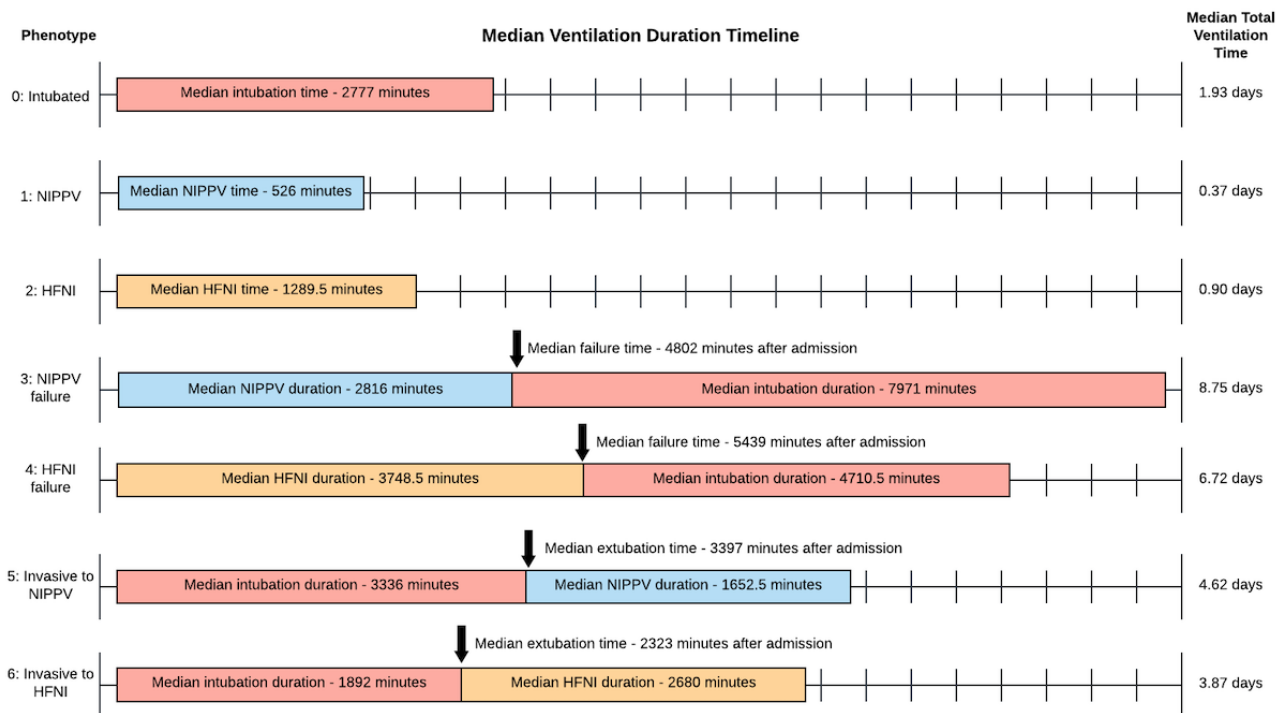 Phenotype
Median Ventilation Duration Timeline
Median Total
Ventilation
Time
0: Intubated
Median intubation time - 2777 minutes
1.93 days
1: NIPPV
Median NIPPV time - 526 minutes
0.37 days
2: HFNI
Median HFNI time - 1289.5 minutes
0.90 days
Median failure time - 4802 minutes after admission
3: NIPPV
failure
Median NIPPV duration - 2816 minutes
Median intubation duration - 7971 minutes
8.75 days
Median failure time - 5439 minutes after admission
4: HFNI
failure
Median HFNI duration - 3748.5 minutes
Median intubation duration - 4710.5 minutes
6.72 days
Median extubation time - 3397 minutes after admission
5: Invasive to
NIPPV
Median intubation duration - 3336 minutes
Median NIPPV duration - 1652.5 minutes
4.62 days
Median extubation time - 2323 minutes after admission
6: Invasive to
HFNI
Median intubation duration - 1892 minutes
Median HFNI duration - 2680 minutes
3.87 days